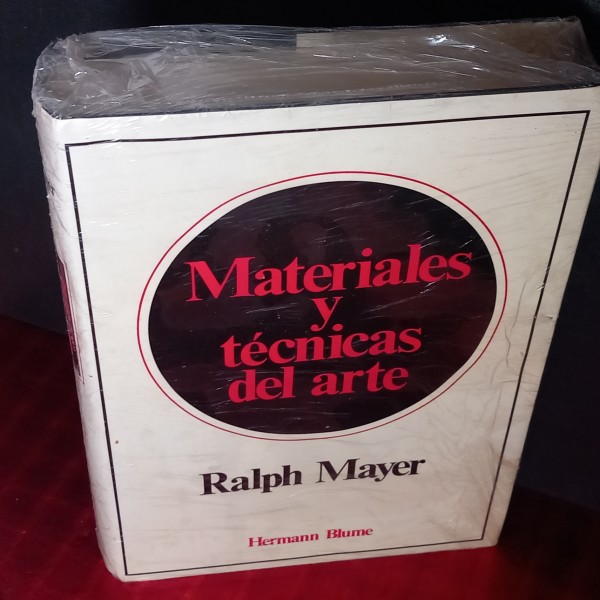 Materiales
y
técnicas
del arte
Ralph Mayer
Hermann Blume